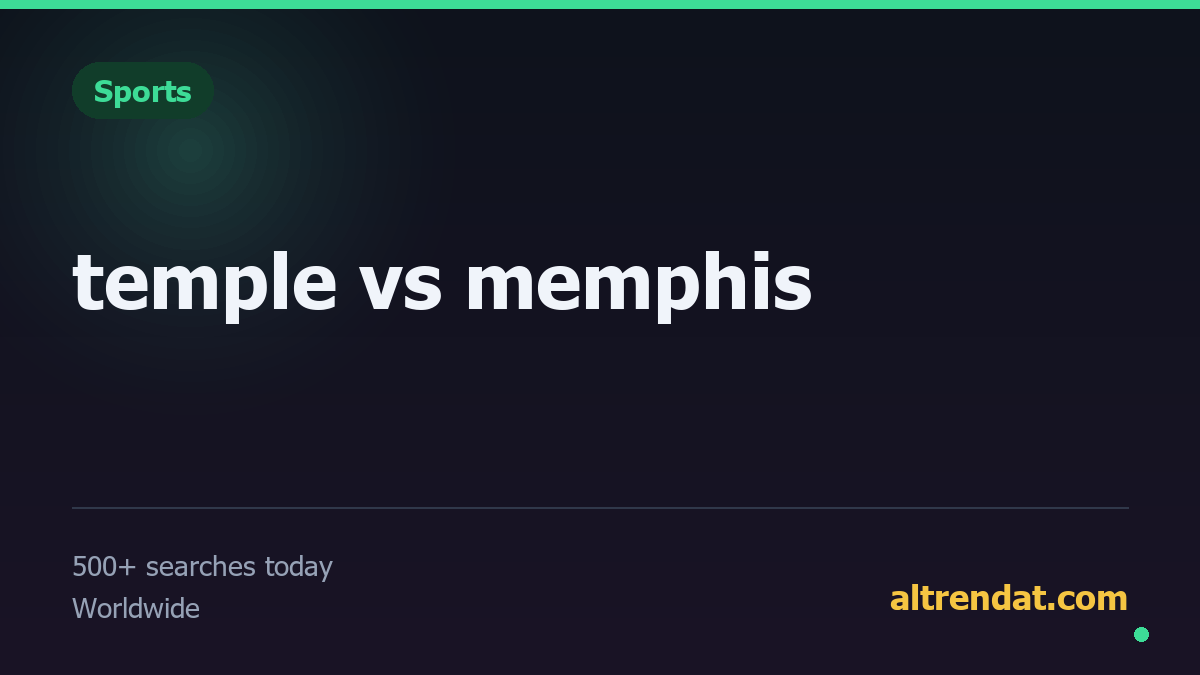 Sports
temple vs memphis
500+ searches today
Worldwide
altrendat.com